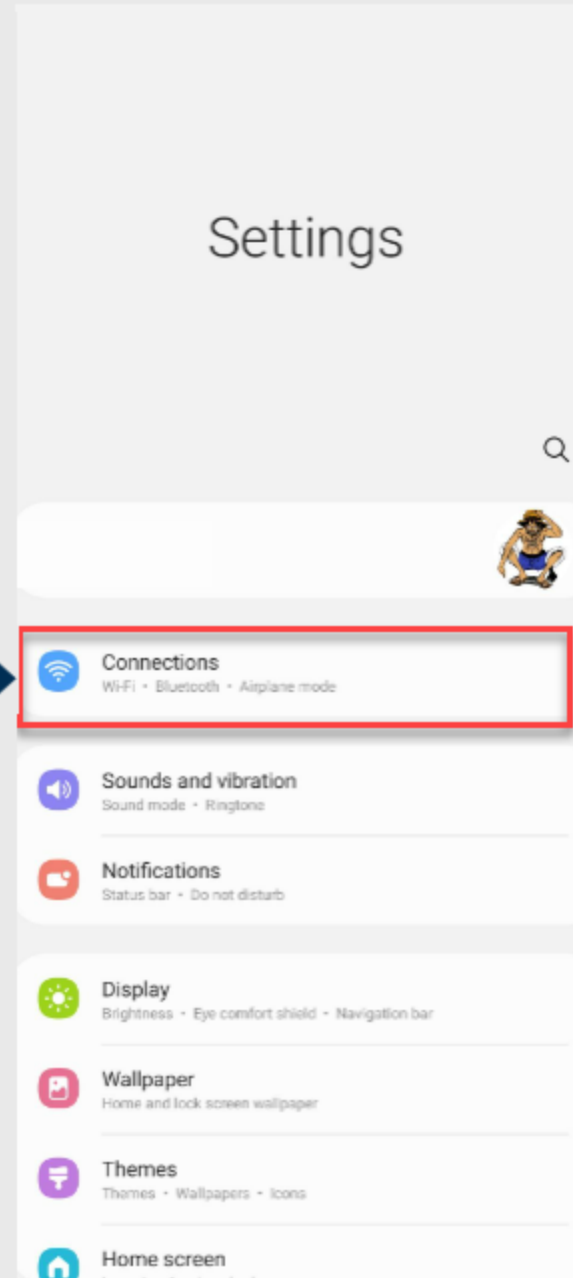 Settings
Connections
Wi-Fi • Bluetooth • Airplane mode
Sounds and vibration
Sound mode • Ringtone
Notifications
Status bar • Do not disturb
Display
Brightness • Eye comfort shield • Navigation bar
Wallpaper
Home and lock screen wallpaper
Themes
Themes • Wallpapers • Icons
Home screen